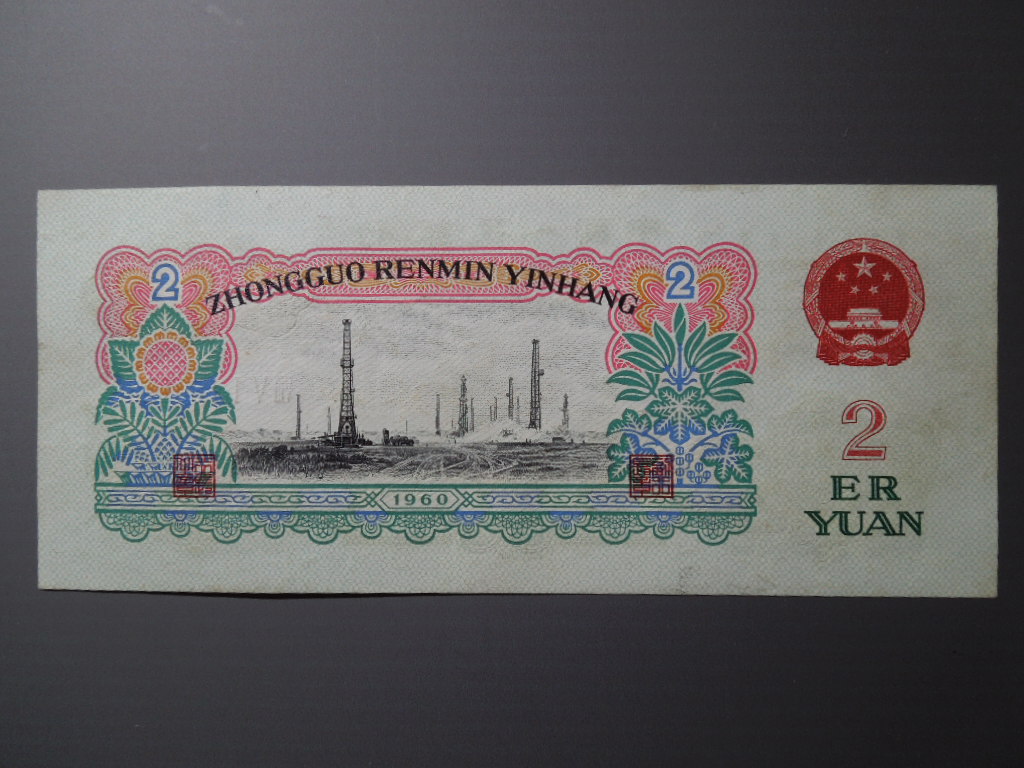 2
ZHONGGUO RENMIN YINHANG
2
2
ER
YUAN
1960